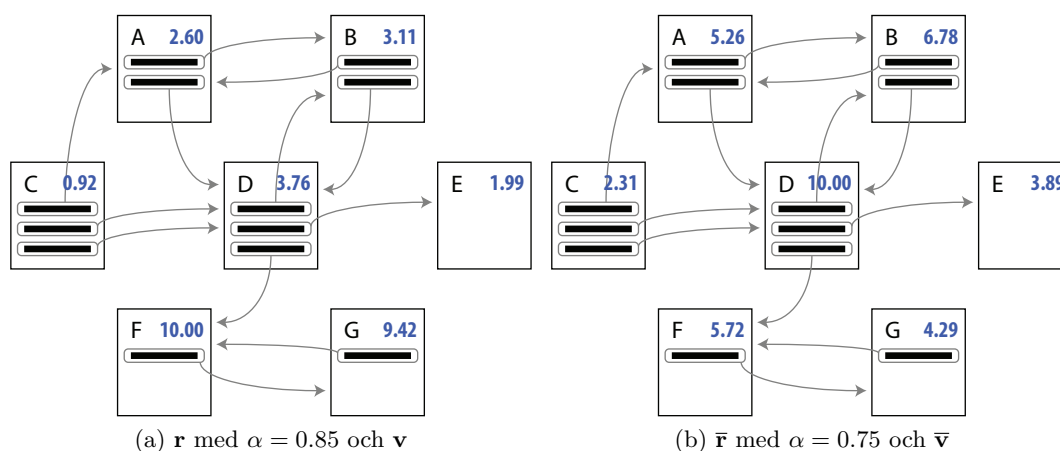 A 2.60 B 3.11 A 5.26 B 6.78
C 0.92 D 3.76 E 1.99 C 2.31 D 10.00 E 3.89
F 10.00 G 9.42 F 5.72 G 4.29
(a) r med α = 0.85 och v (b) r̅ med α = 0.75 och v̅